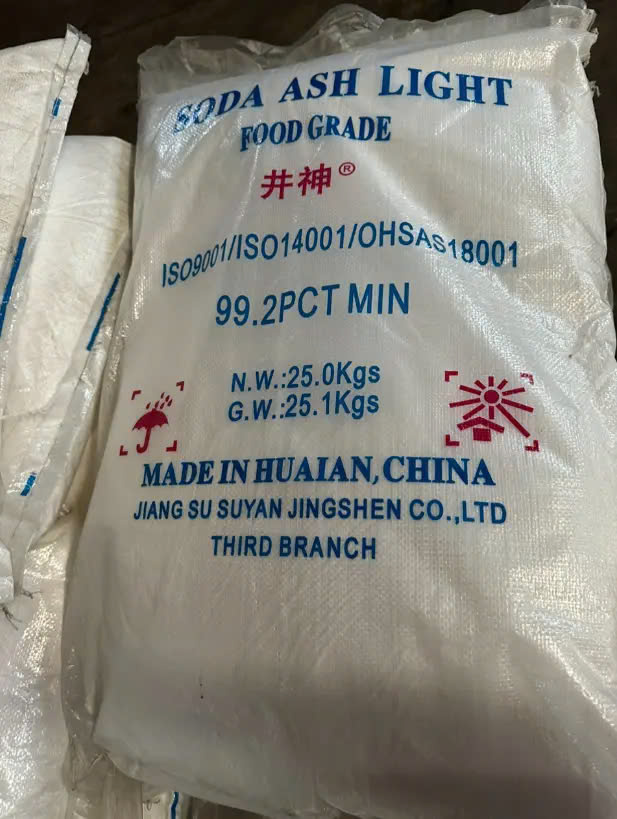 SODA ASH LIGHT
FOOD GRADE
井神®
ISO9001/ISO14001/OHSAS18001
99.2PCT MIN
N.W.:25.0Kgs
G.W.:25.1Kgs
MADE IN HUAIAN,CHINA
JIANG SU SUYAN JINGSHEN CO.,LTD
THIRD BRANCH